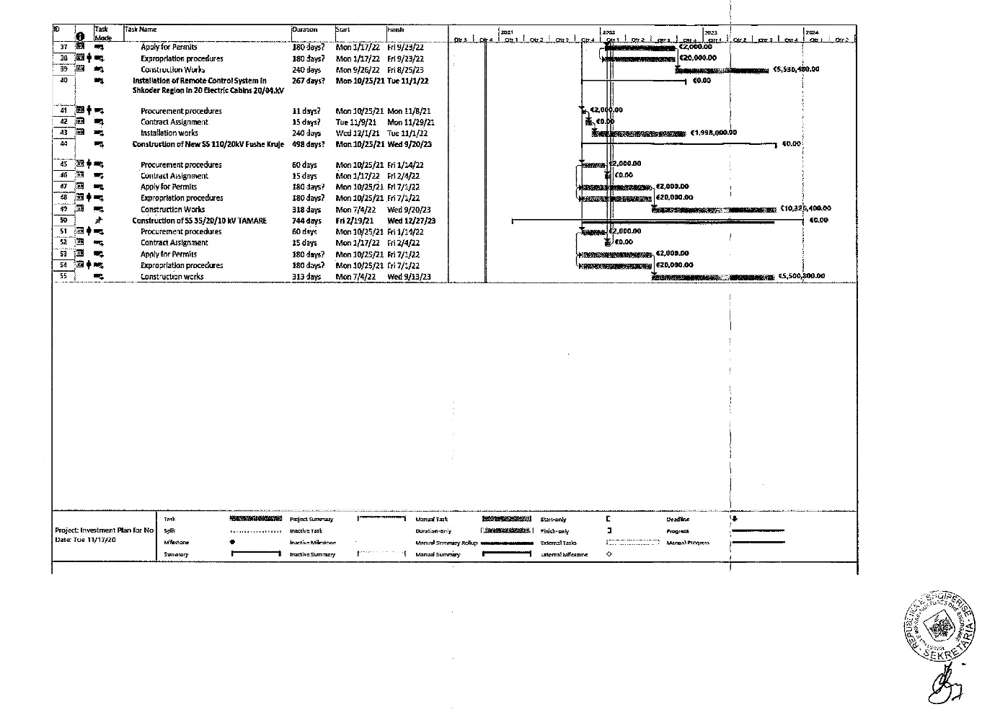 ID Task Mode Task Name Duration Start Finish
2021 2022 2023 2024
Qtr 3 Qtr 4 Qtr 1 Qtr 2 Qtr 3 Qtr 4 Qtr 1 Qtr 2 Qtr 3 Qtr 4 Qtr 1 Qtr 2 Qtr 3 Qtr 4 Qtr 1 Qtr 2
37 Apply for Permits 180 days? Mon 1/17/22 Fri 9/23/22 €2,000.00
38 Expropriation procedures 180 days? Mon 1/17/22 Fri 9/23/22 €20,000.00
39 Construction Works 240 days Mon 9/26/22 Fri 8/25/23
40 Installation of Remote Control System in 267 days? Mon 10/25/21 Tue 11/1/22 €0.00
Shkoder Region in 20 Electric Cabins 20/04.kV
41 Procurement procedures 11 days? Mon 10/25/21 Mon 11/8/21 €2,000.00
42 Contract Assignment 15 days? Tue 11/9/21 Mon 11/29/21 €0.00
43 Installation works 240 days Wed 12/1/21 Tue 11/1/22 €1,998,000.00
44 Construction of New SS 110/20kV Fushe Kruje 498 days? Mon 10/25/21 Wed 9/20/23 €0.00
45 Procurement procedures 60 days Mon 10/25/21 Fri 1/14/22 €2,000.00
46 Contract Assignment 15 days Mon 1/17/22 Fri 2/4/22 €0.00
47 Apply for Permits 180 days? Mon 10/25/21 Fri 7/1/22 €2,000.00
48 Expropriation procedures 180 days? Mon 10/25/21 Fri 7/1/22 €20,000.00
49 Construction Works 318 days Mon 7/4/22 Wed 9/20/23
50 Construction of SS 35/20/10 kV TAMARE 744 days Fri 2/19/21 Wed 12/27/23 €0.00
51 Procurement procedures 60 days Mon 10/25/21 Fri 1/14/22 €2,000.00
52 Contract Assignment 15 days Mon 1/17/22 Fri 2/4/22 €0.00
53 Apply for Permits 180 days? Mon 10/25/21 Fri 7/1/22 €2,000.00
54 Expropriation procedures 180 days? Mon 10/25/21 Fri 7/1/22 €20,000.00
55 Construction works 313 days Mon 7/4/22 Wed 9/13/23
Project: Investment Plan for No
Date: Tue 11/17/20
Task Project Summary Manual Task Start-only Deadline
Split Inactive Task Duration-only Finish-only Progress
Milestone Inactive Milestone Manual Summary Rollup External Tasks Manual Progress
Summary Inactive Summary Manual Summary External Milestone
REPUBLIKA E SHQIPERISË
SEKRETARIA